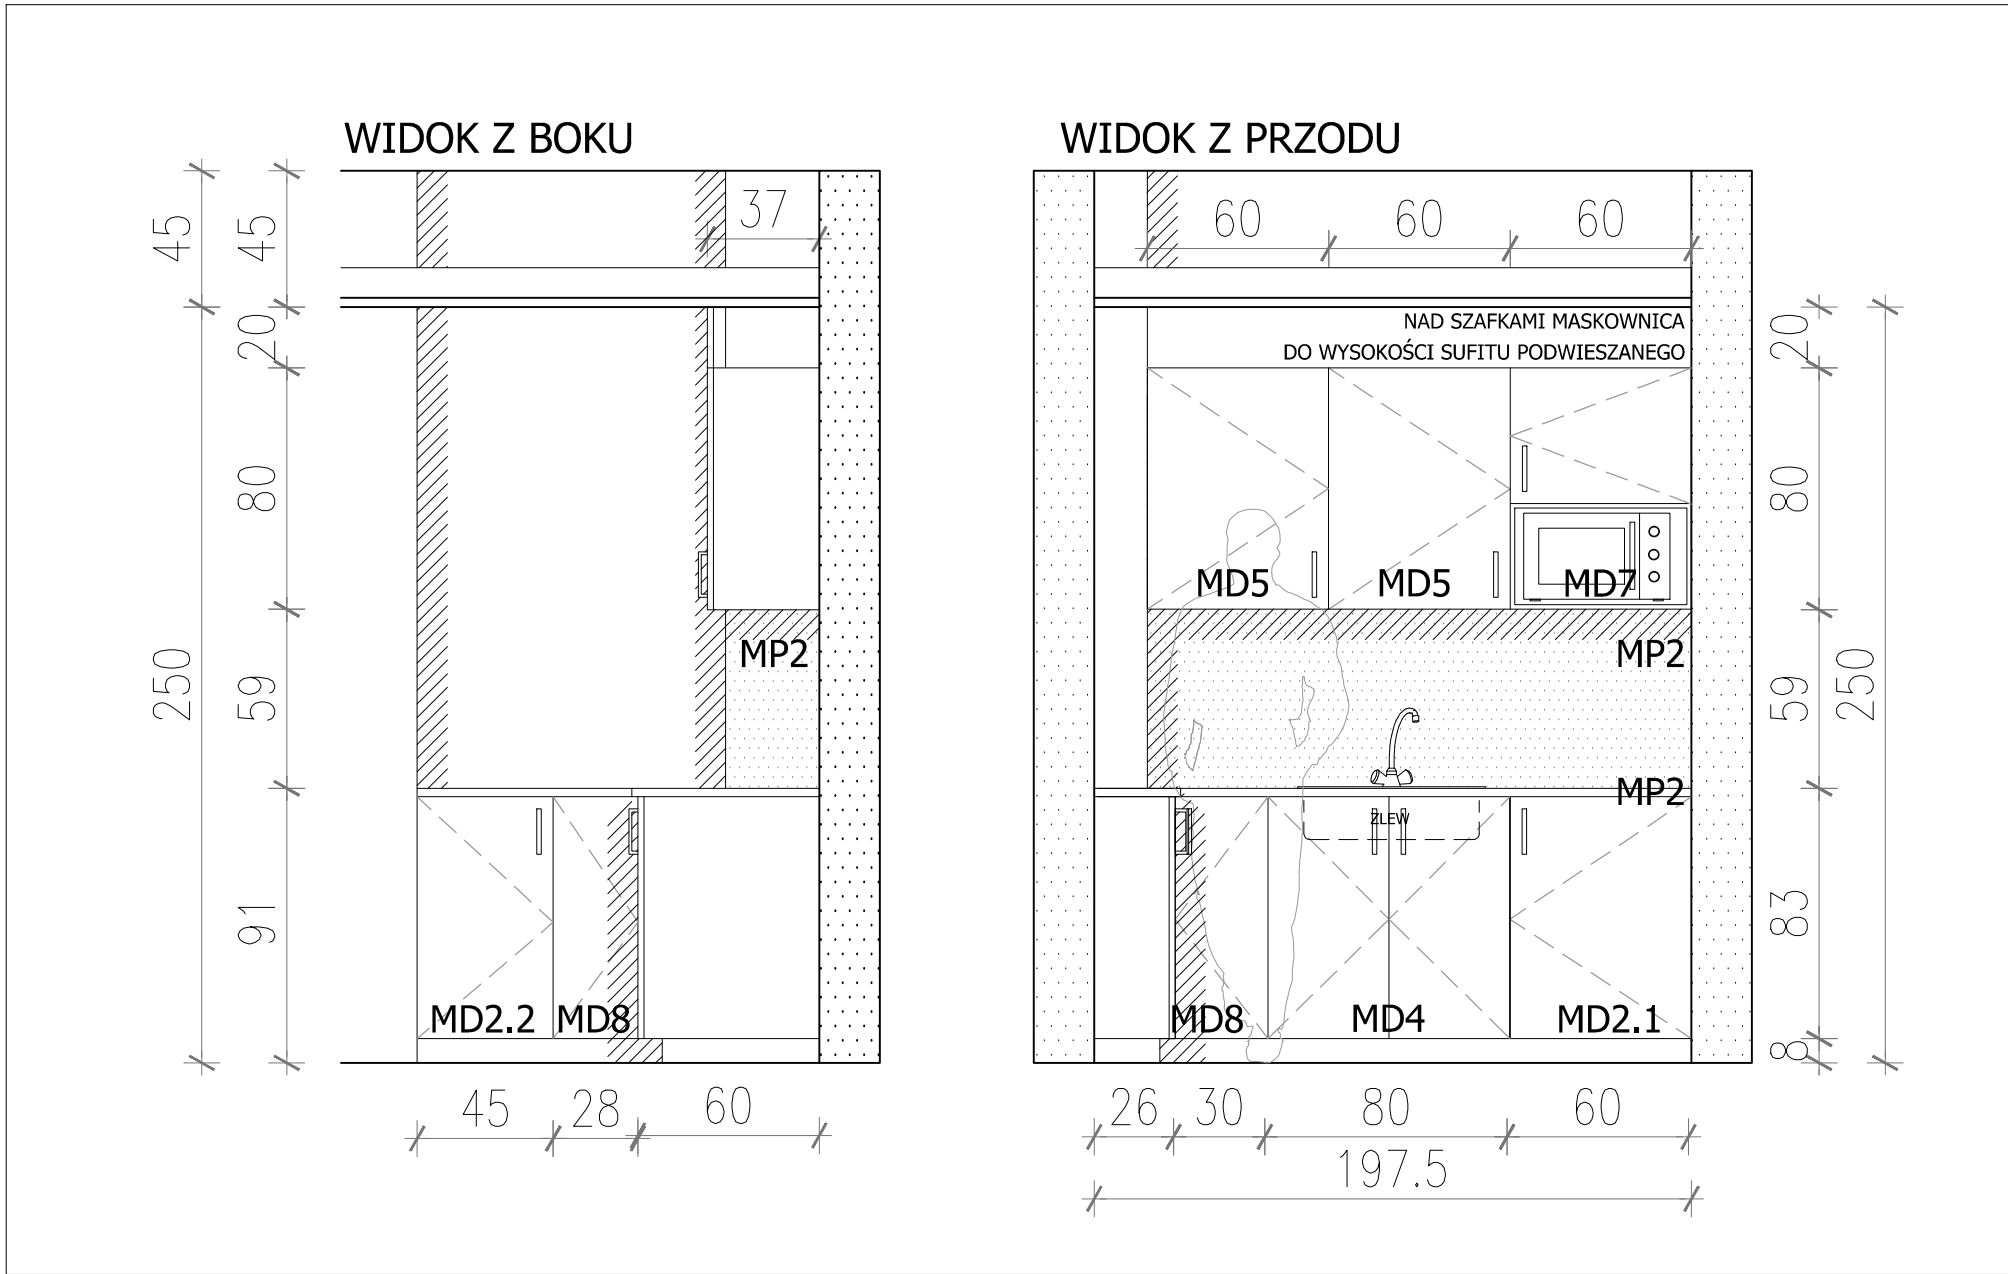 WIDOK Z BOKU
45
45
37
20
250
80
59
91
MP2
MD2.2
MD8
45
28
60
WIDOK Z PRZODU
60
60
60
NAD SZAFKAMI MASKOWNICA
DO WYSOKOŚCI SUFITU PODWIESZANEGO
20
80
59
250
83
8
MD5
MD5
MD7
MP2
MP2
ZLEW
MD8
MD4
MD2.1
26
30
80
60
197.5